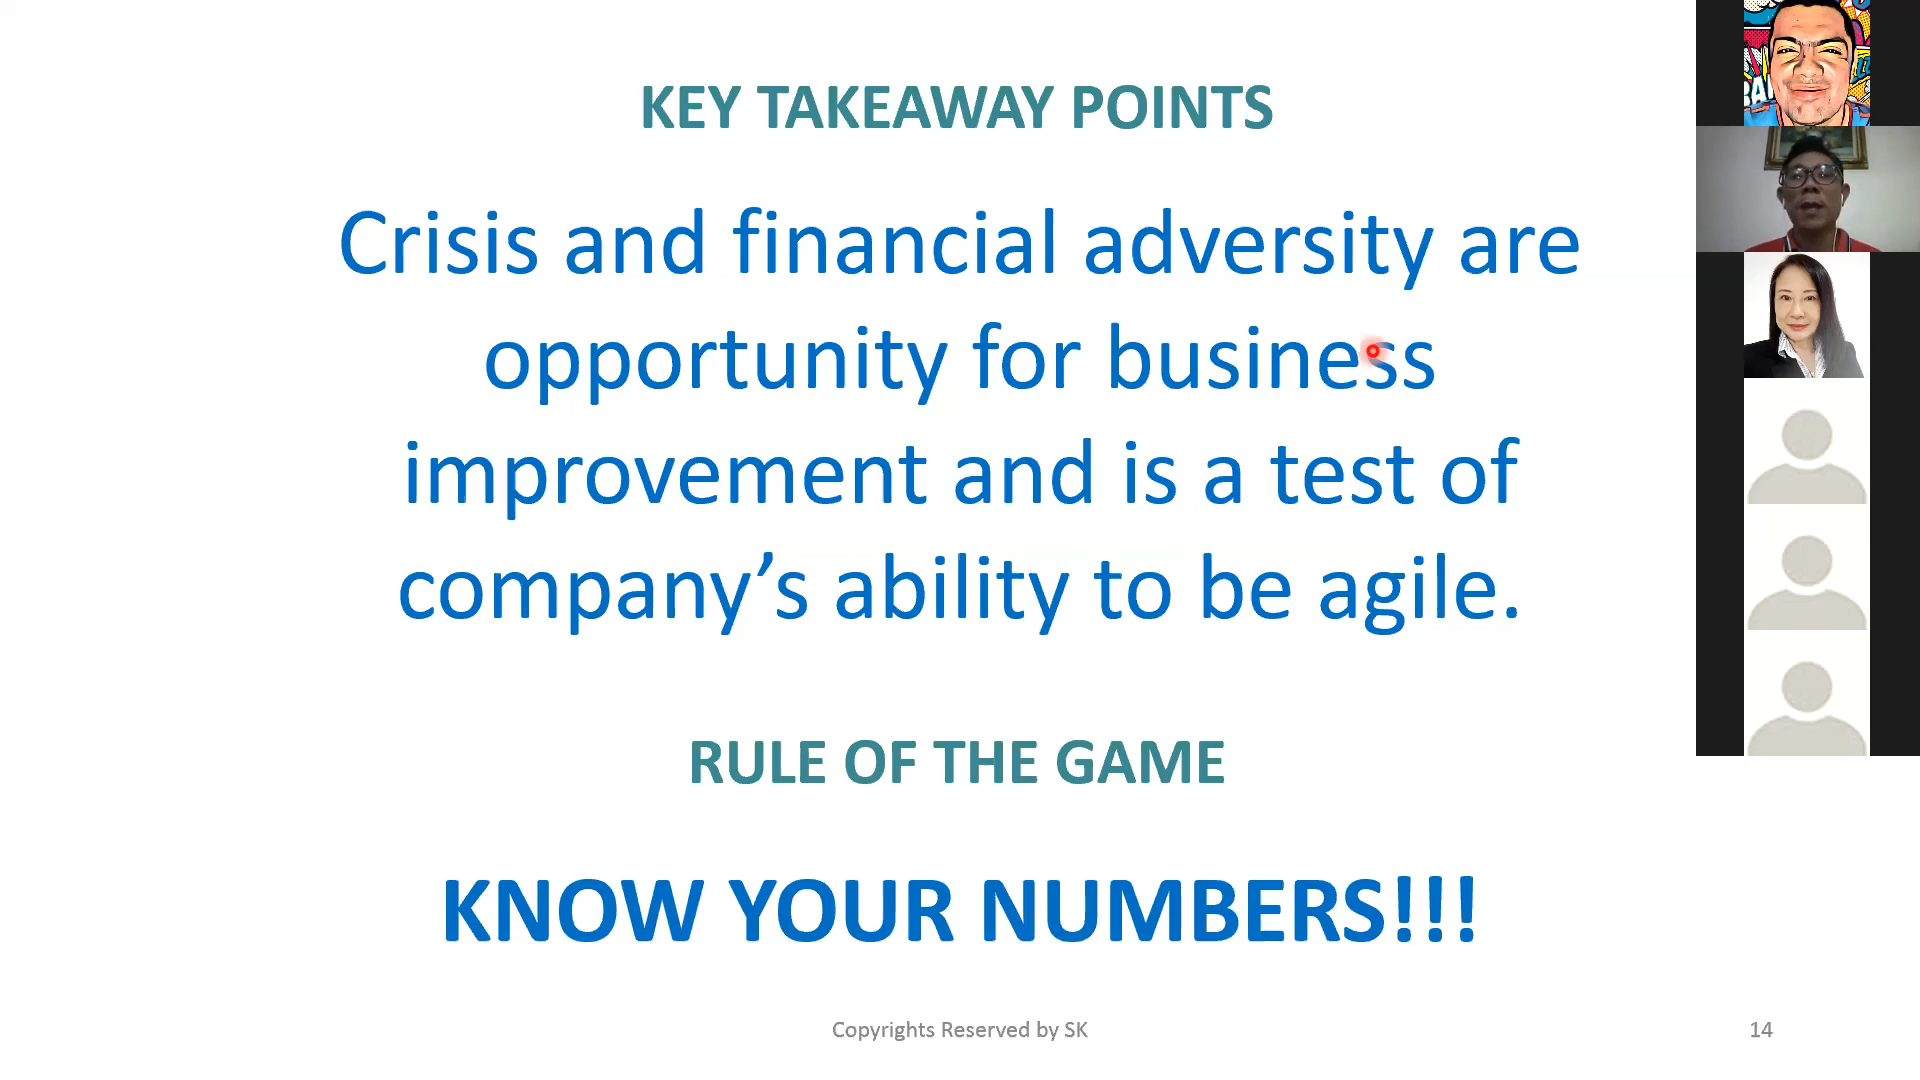 KEY TAKEAWAY POINTS
Crisis and financial adversity are
opportunity for business
improvement and is a test of
company’s ability to be agile.
RULE OF THE GAME
KNOW YOUR NUMBERS!!!
Copyrights Reserved by SK
14